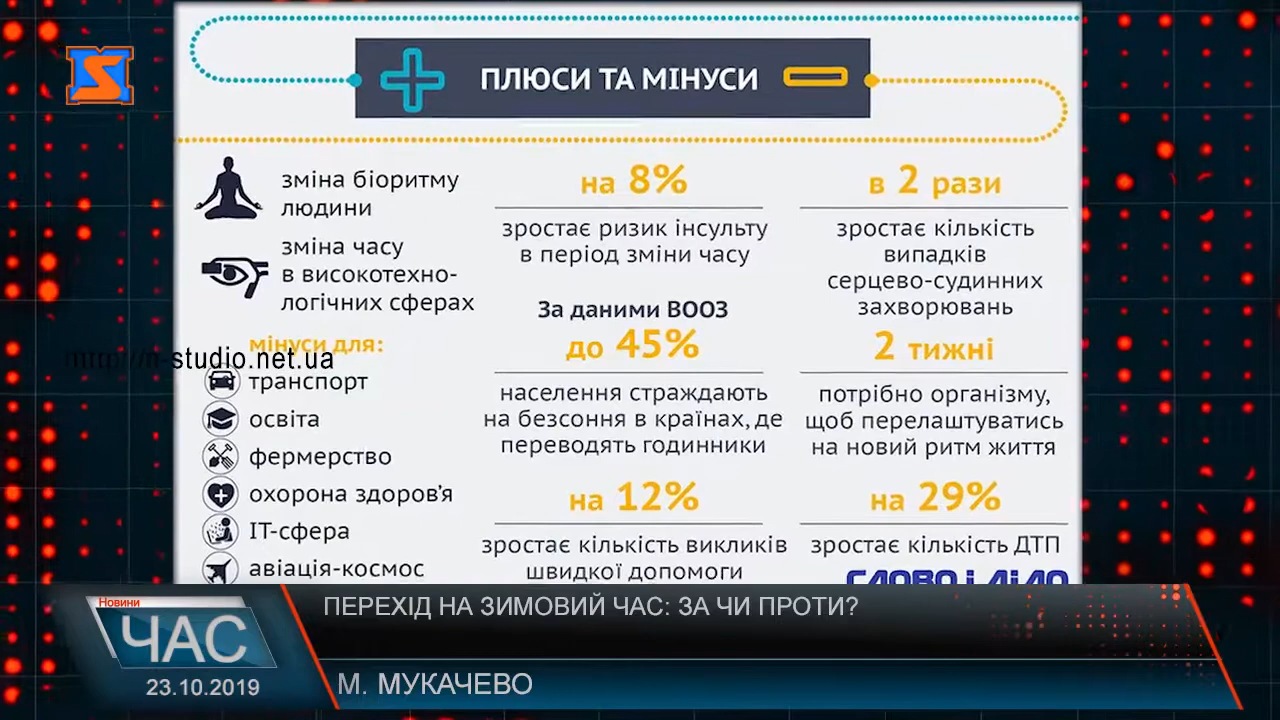 ПЛЮСИ ТА МІНУСИ
зміна біоритму
людини
зміна часу
в високотехно-
логічних сферах
мінуси для:
http://n-studio.net.ua
транспорт
освіта
фермерство
охорона здоров’я
ІТ-сфера
авіація-космос
на 8%
зростає ризик інсульту
в період зміни часу
За даними ВООЗ
до 45%
населення страждають
на безсоння в країнах, де
переводять годинники
на 12%
зростає кількість викликів
швидкої допомоги
в 2 рази
зростає кількість
випадків
серцево-судинних
захворювань
2 тижні
потрібно організму,
щоб перелаштуватись
на новий ритм життя
на 29%
зростає кількість ДТП
СЛОВО і ДіЛО
Новини
ЧАС
23.10.2019
ПЕРЕХІД НА ЗИМОВИЙ ЧАС: ЗА ЧИ ПРОТИ?
М. МУКАЧЕВО